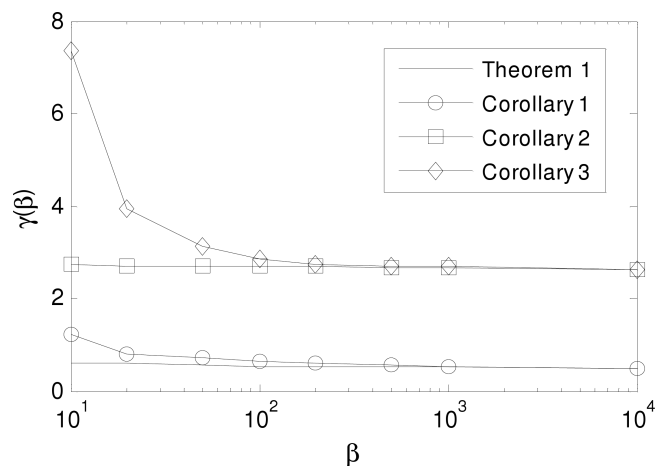 8
6
4
2
0
γ(β)
Theorem 1
Corollary 1
Corollary 2
Corollary 3
10¹
10²
10³
10⁴
β